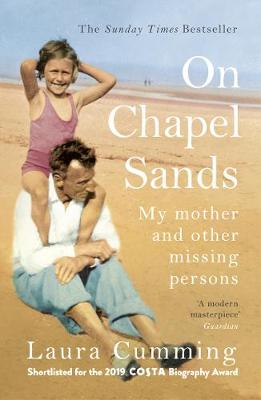 The Sunday Times Bestseller
On
Chapel
Sands
My mother
and other
missing
persons
'A modern
masterpiece'
Guardian
Laura Cumming
Shortlisted for the 2019 COSTA Biography Award